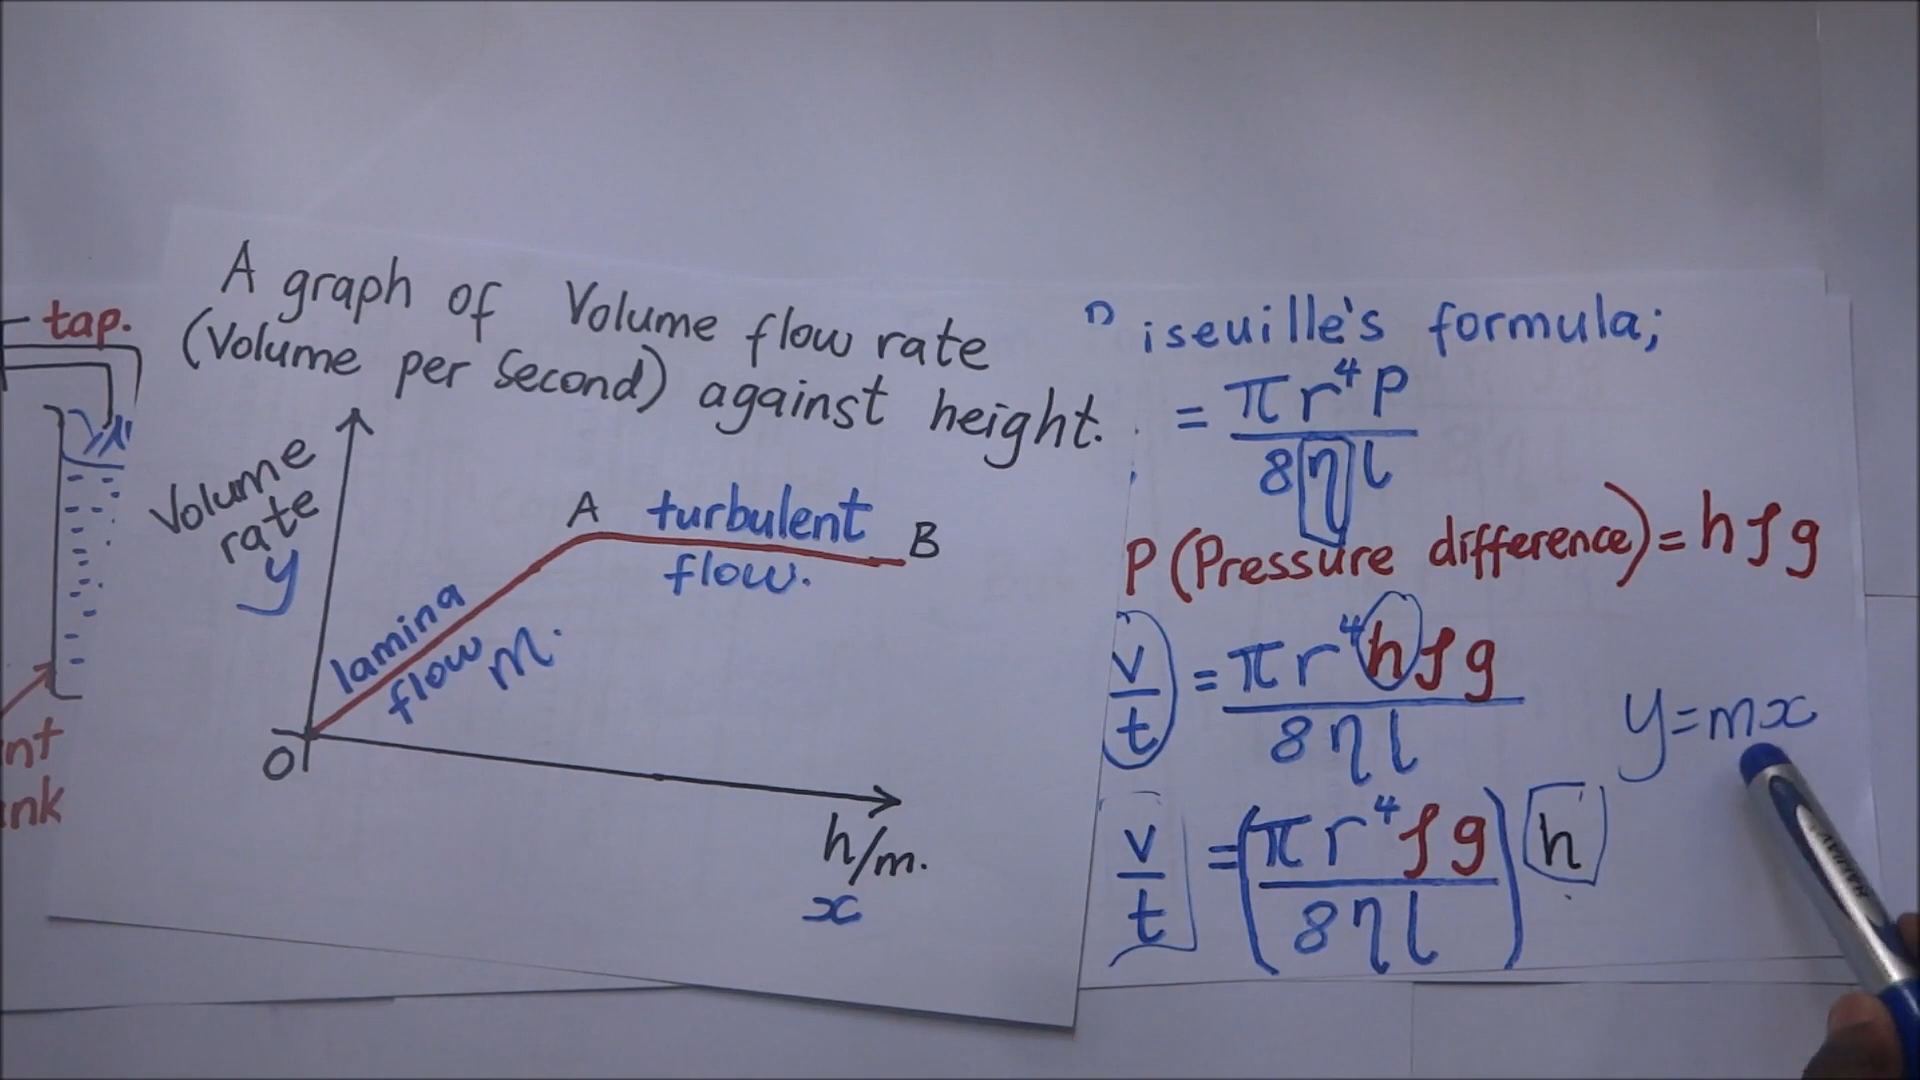 tap.
nt
nk
A graph of Volume flow rate
(Volume per Second) against height.
Volume
rate
y
A
turbulent
flow.
B
lamina
flow m.
O
h/m.
x
iseuille's formula;
= πr⁴P
8ηl
P (Pressure difference) = hρg
v/t = πr⁴hρg
8ηl
y = mx
v/t = (πr⁴ρg / 8ηl) h